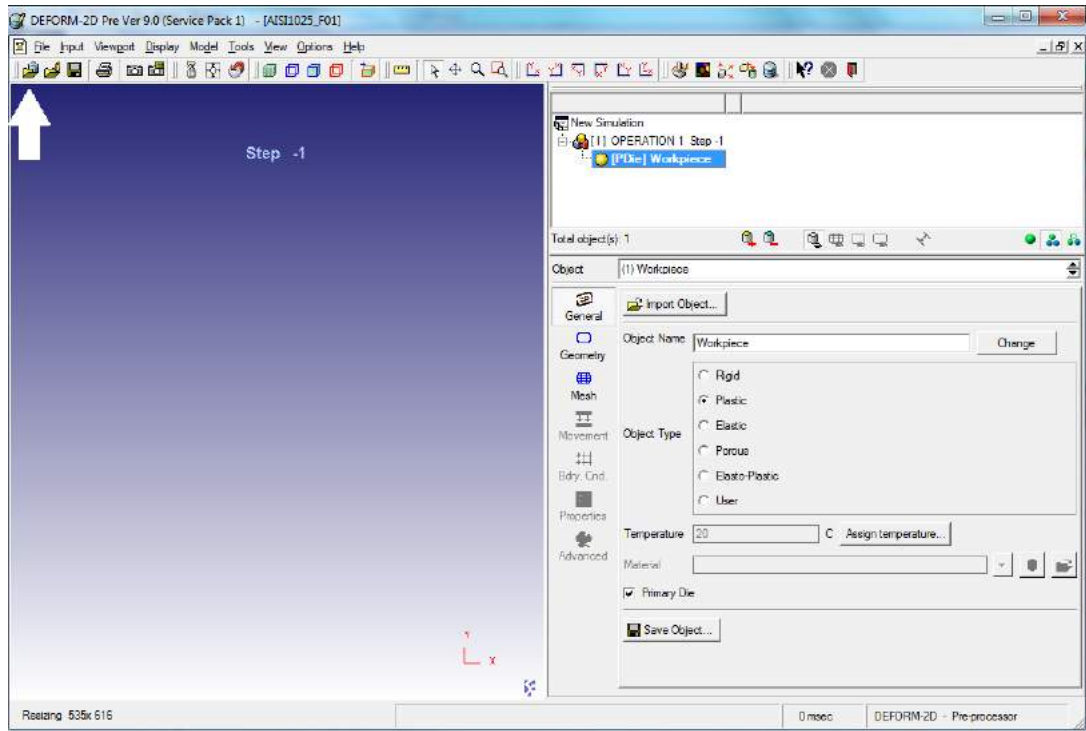 DEFORM-2D Pre Ver 9.0 (Service Pack 1) - [AISI1025_F01]
File Input Viewport Display Model Tools View Options Help
Step -1
New Simulation
[1] OPERATION 1 Step -1
[PDie] Workpiece
Total object(s): 1
Object (1) Workpiece
General
Import Object...
Geometry
Object Name Workpiece Change
Mesh
Rigid
Plastic
Movement
Object Type
Elastic
Porous
Bdry. Cnd.
Elasto-Plastic
User
Properties
Temperature 20 C Assign temperature...
Advanced
Material
Primary Die
Save Object...
Y
X
Resizing 535x 616
0 msec
DEFORM-2D - Pre-processor